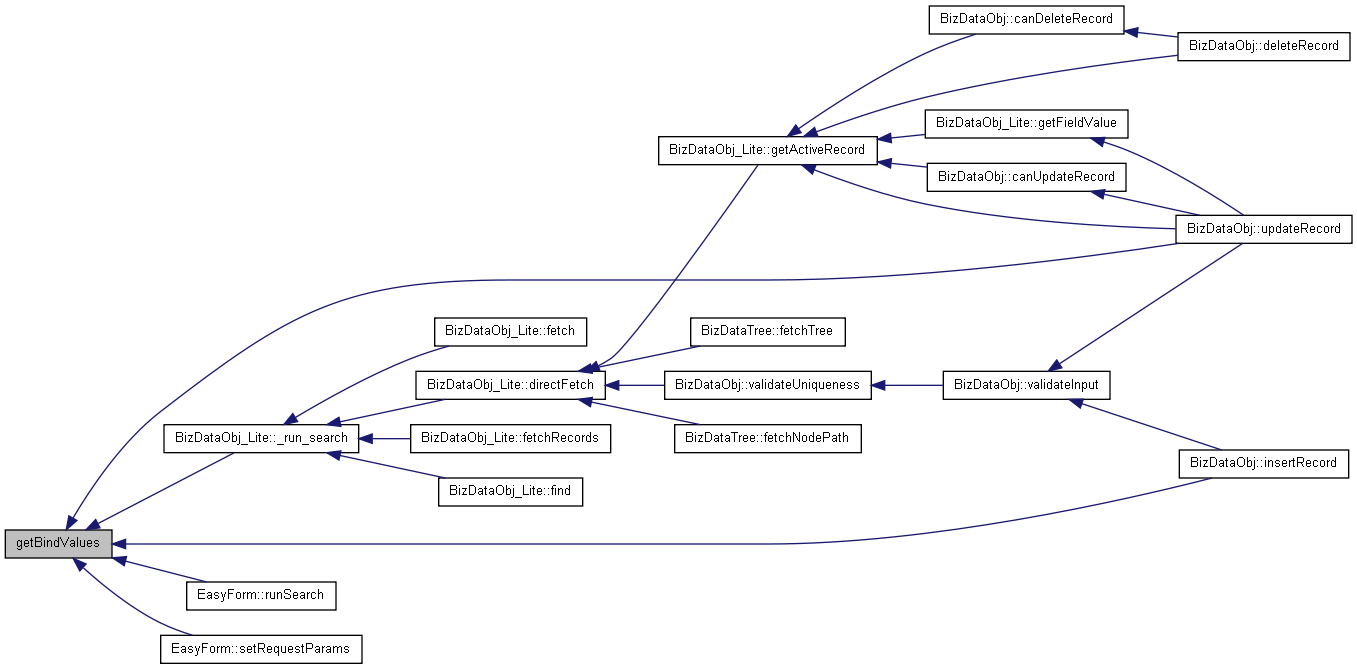 BizDataObj::canDeleteRecord
BizDataObj::deleteRecord
BizDataObj_Lite::getFieldValue
BizDataObj_Lite::getActiveRecord
BizDataObj::canUpdateRecord
BizDataObj::updateRecord
BizDataObj_Lite::fetch
BizDataTree::fetchTree
BizDataObj_Lite::directFetch
BizDataObj::validateUniqueness
BizDataObj::validateInput
BizDataObj_Lite::_run_search
BizDataObj_Lite::fetchRecords
BizDataTree::fetchNodePath
BizDataObj::insertRecord
BizDataObj_Lite::find
getBindValues
EasyForm::runSearch
EasyForm::setRequestParams